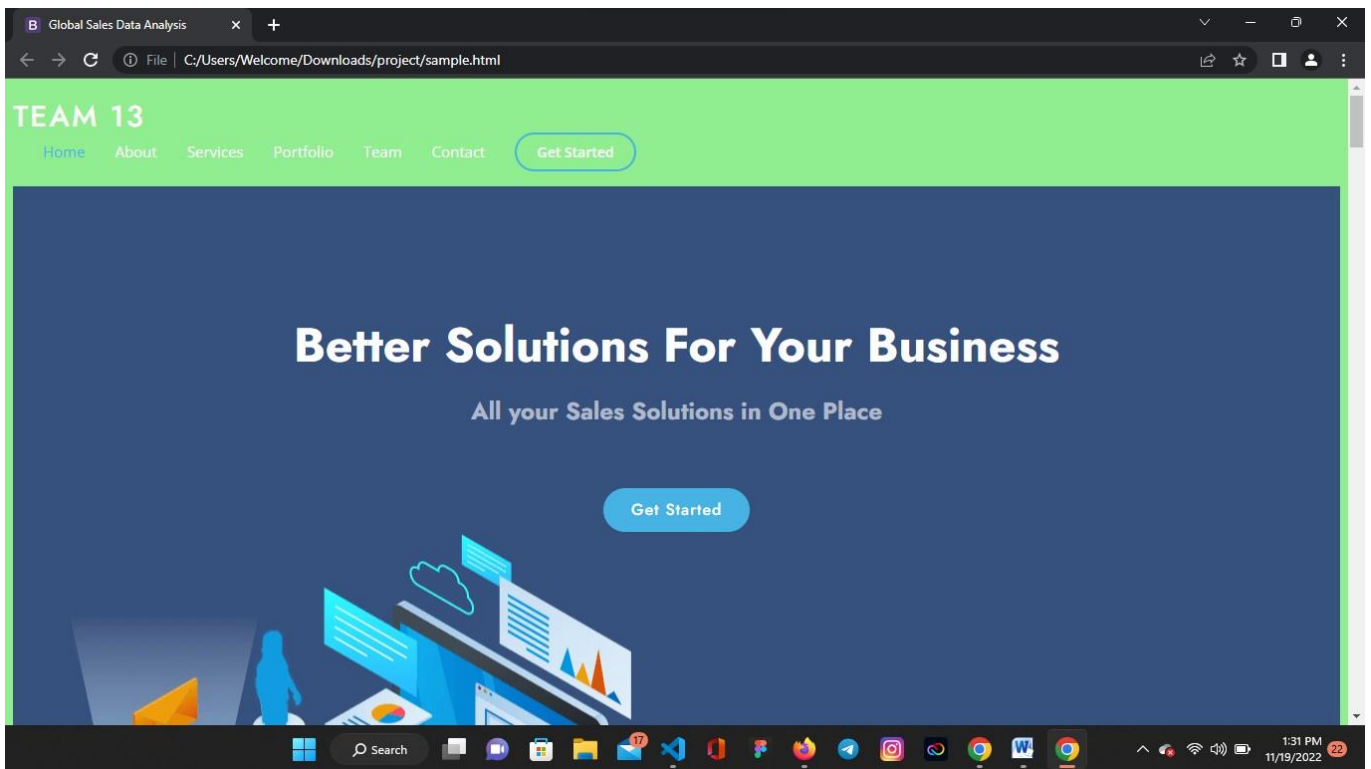 B Global Sales Data Analysis
File C:/Users/Welcome/Downloads/project/sample.html
TEAM 13
Home About Services Portfolio Team Contact Get Started
Better Solutions For Your Business
All your Sales Solutions in One Place
Get Started
Search 17 W 1:31 PM
11/19/2022 22